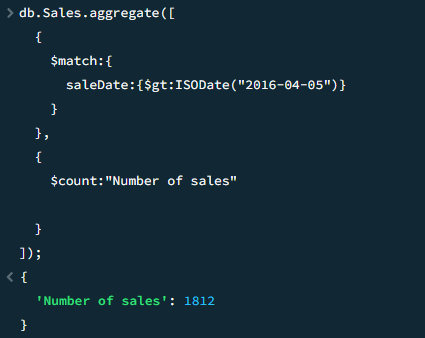 > db.Sales.aggregate([
{
$match:{
saleDate:{$gt:ISODate("2016-04-05")}
}
},
{
$count:"Number of sales"
}
]);
< {
'Number of sales': 1812
}